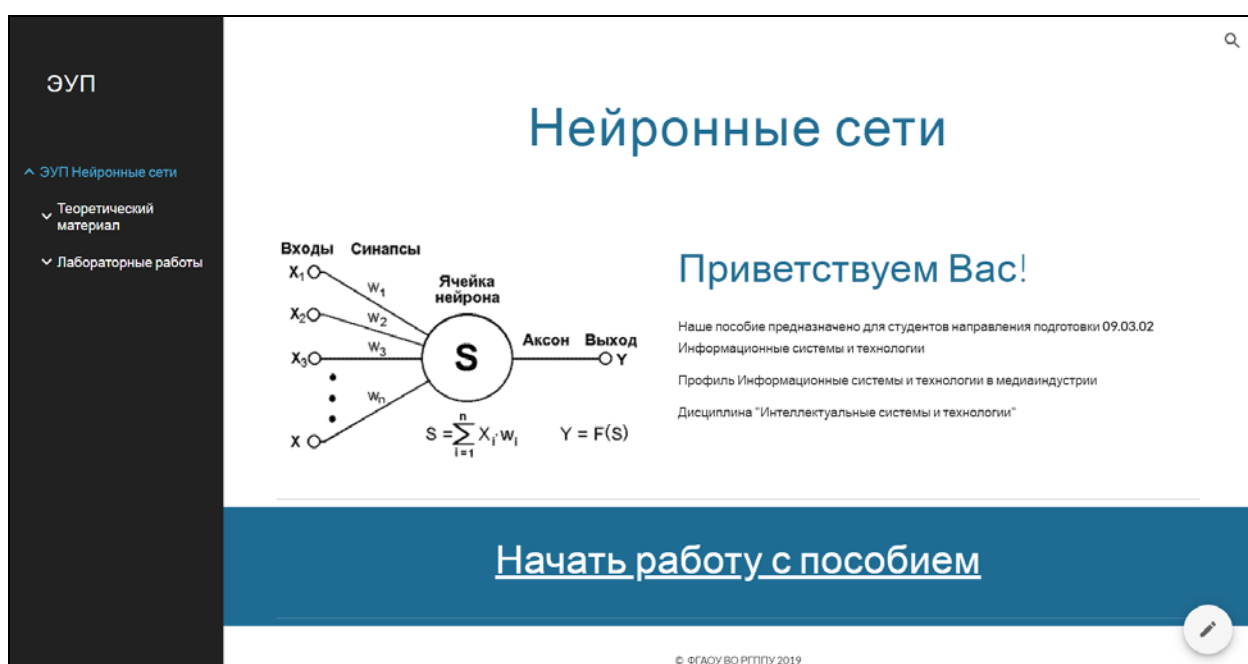 ЭУП
ЭУП Нейронные сети
Теоретический
материал
Лабораторные работы
Нейронные сети
Входы Синапсы
X1
W1
Ячейка
нейрона
X2
W2
X3
W3
S
Аксон Выход
Y
Wn
X
S = n∑i=1 Xi·wi
Y = F(S)
Приветствуем Вас!
Наше пособие предназначено для студентов направления подготовки 09.03.02
Информационные системы и технологии
Профиль Информационные системы и технологии в медиаиндустрии
Дисциплина "Интеллектуальные системы и технологии"
Начать работу с пособием
© ФГАОУ ВО РГППУ 2019